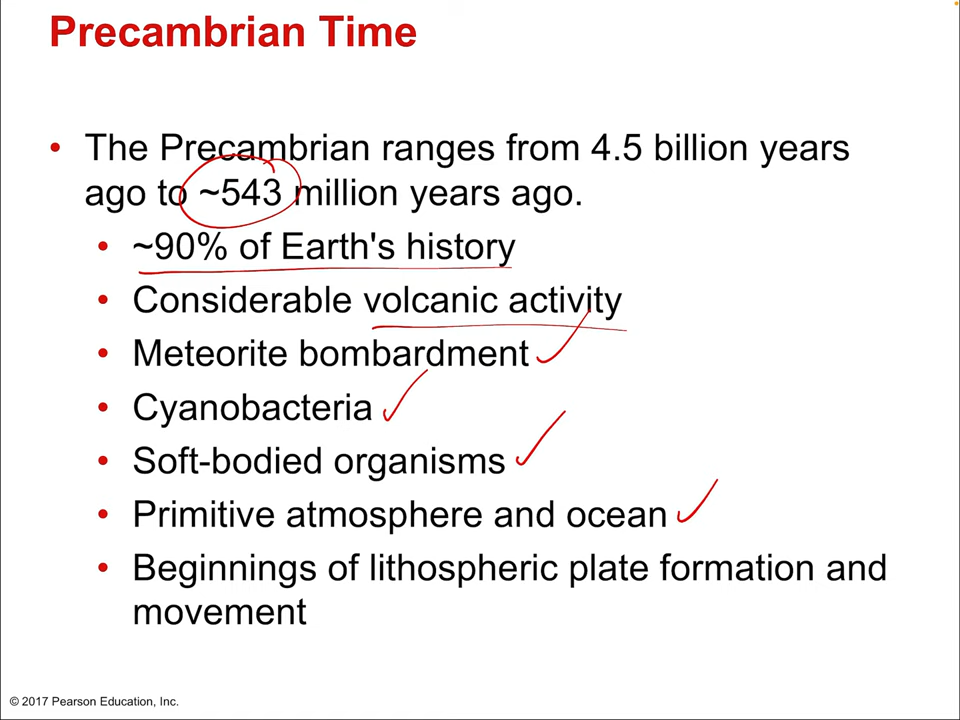 Precambrian Time
• The Precambrian ranges from 4.5 billion years
ago to ~543 million years ago.
• ~90% of Earth's history
• Considerable volcanic activity
• Meteorite bombardment
• Cyanobacteria
• Soft-bodied organisms
• Primitive atmosphere and ocean
• Beginnings of lithospheric plate formation and
movement
© 2017 Pearson Education, Inc.